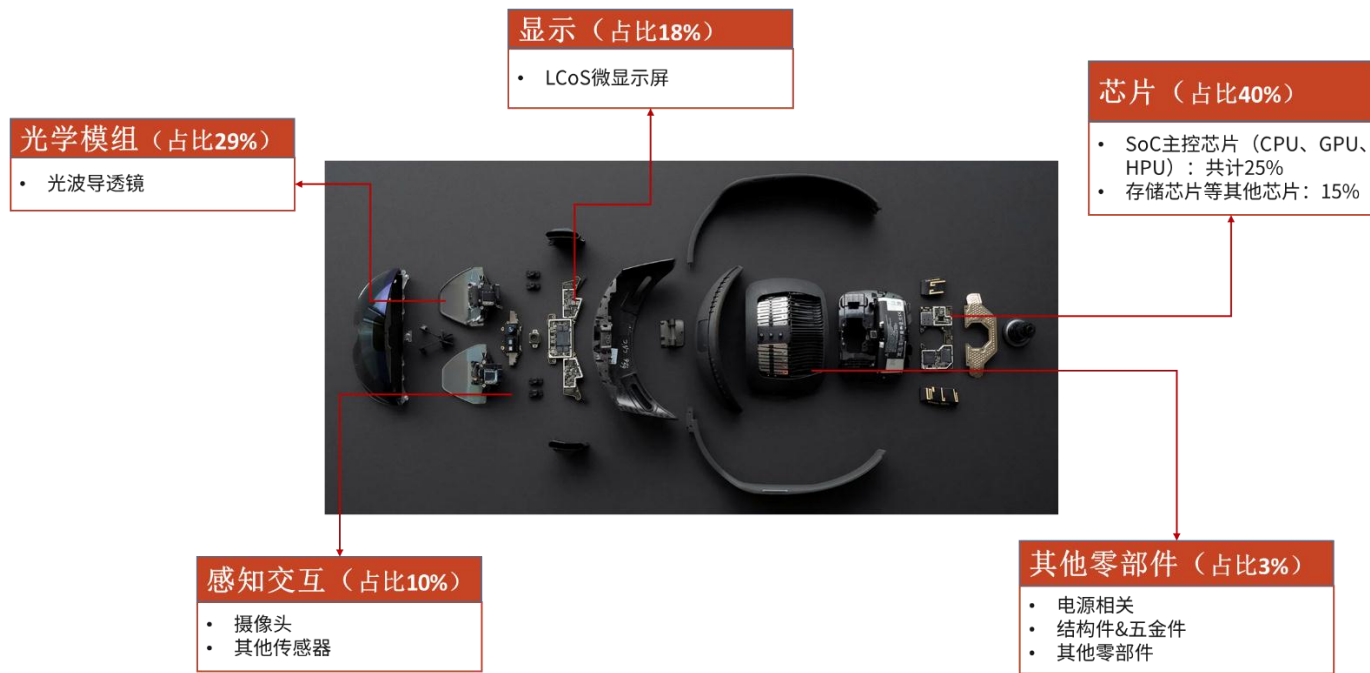 显示（占比18%）
• LCoS微显示屏
芯片（占比40%）
• SoC主控芯片（CPU、GPU、
HPU）：共计25%
• 存储芯片等其他芯片：15%
光学模组（占比29%）
• 光波导透镜
感知交互（占比10%）
• 摄像头
• 其他传感器
其他零部件（占比3%）
• 电源相关
• 结构件&五金件
• 其他零部件